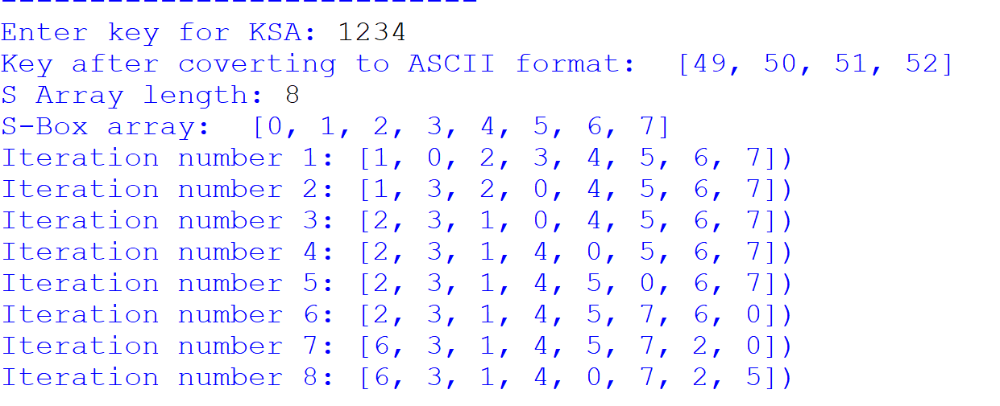 ----------------------------
Enter key for KSA: 1234
Key after coverting to ASCII format:  [49, 50, 51, 52]
S Array length: 8
S-Box array:  [0, 1, 2, 3, 4, 5, 6, 7]
Iteration number 1: [1, 0, 2, 3, 4, 5, 6, 7])
Iteration number 2: [1, 3, 2, 0, 4, 5, 6, 7])
Iteration number 3: [2, 3, 1, 0, 4, 5, 6, 7])
Iteration number 4: [2, 3, 1, 4, 0, 5, 6, 7])
Iteration number 5: [2, 3, 1, 4, 5, 0, 6, 7])
Iteration number 6: [2, 3, 1, 4, 5, 7, 6, 0])
Iteration number 7: [6, 3, 1, 4, 5, 7, 2, 0])
Iteration number 8: [6, 3, 1, 4, 0, 7, 2, 5])